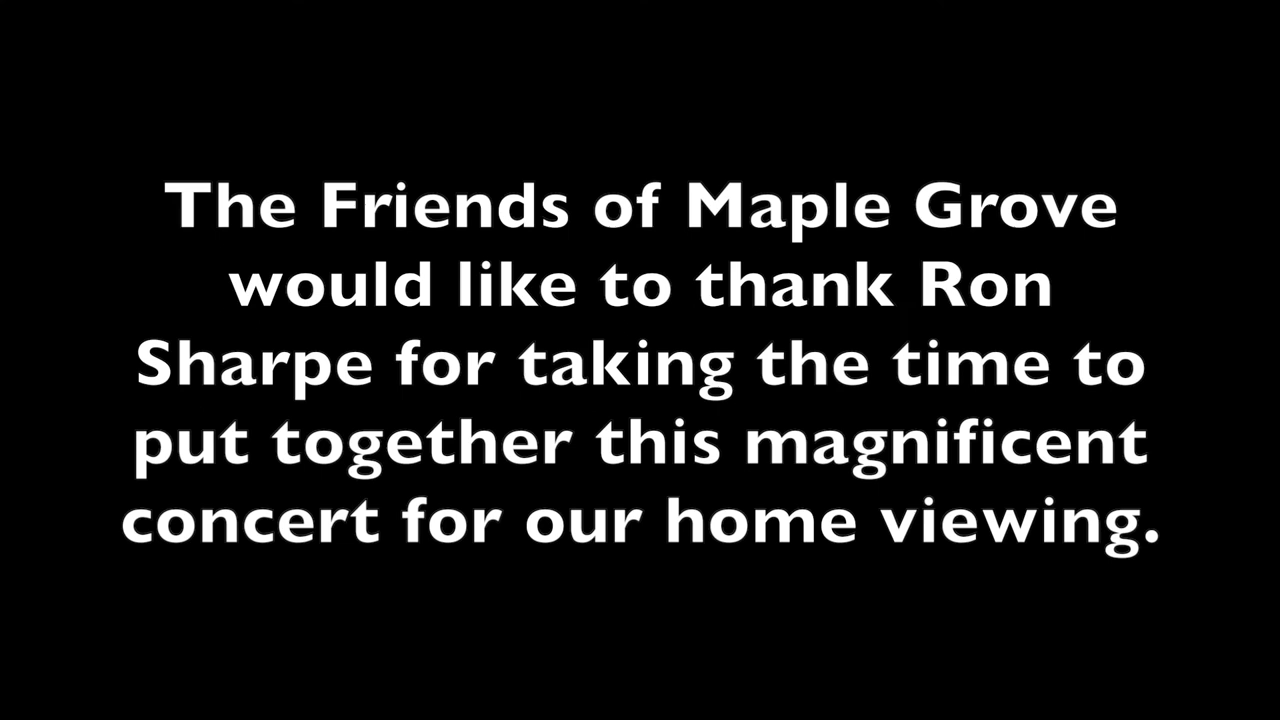 The Friends of Maple Grove
would like to thank Ron
Sharpe for taking the time to
put together this magnificent
concert for our home viewing.